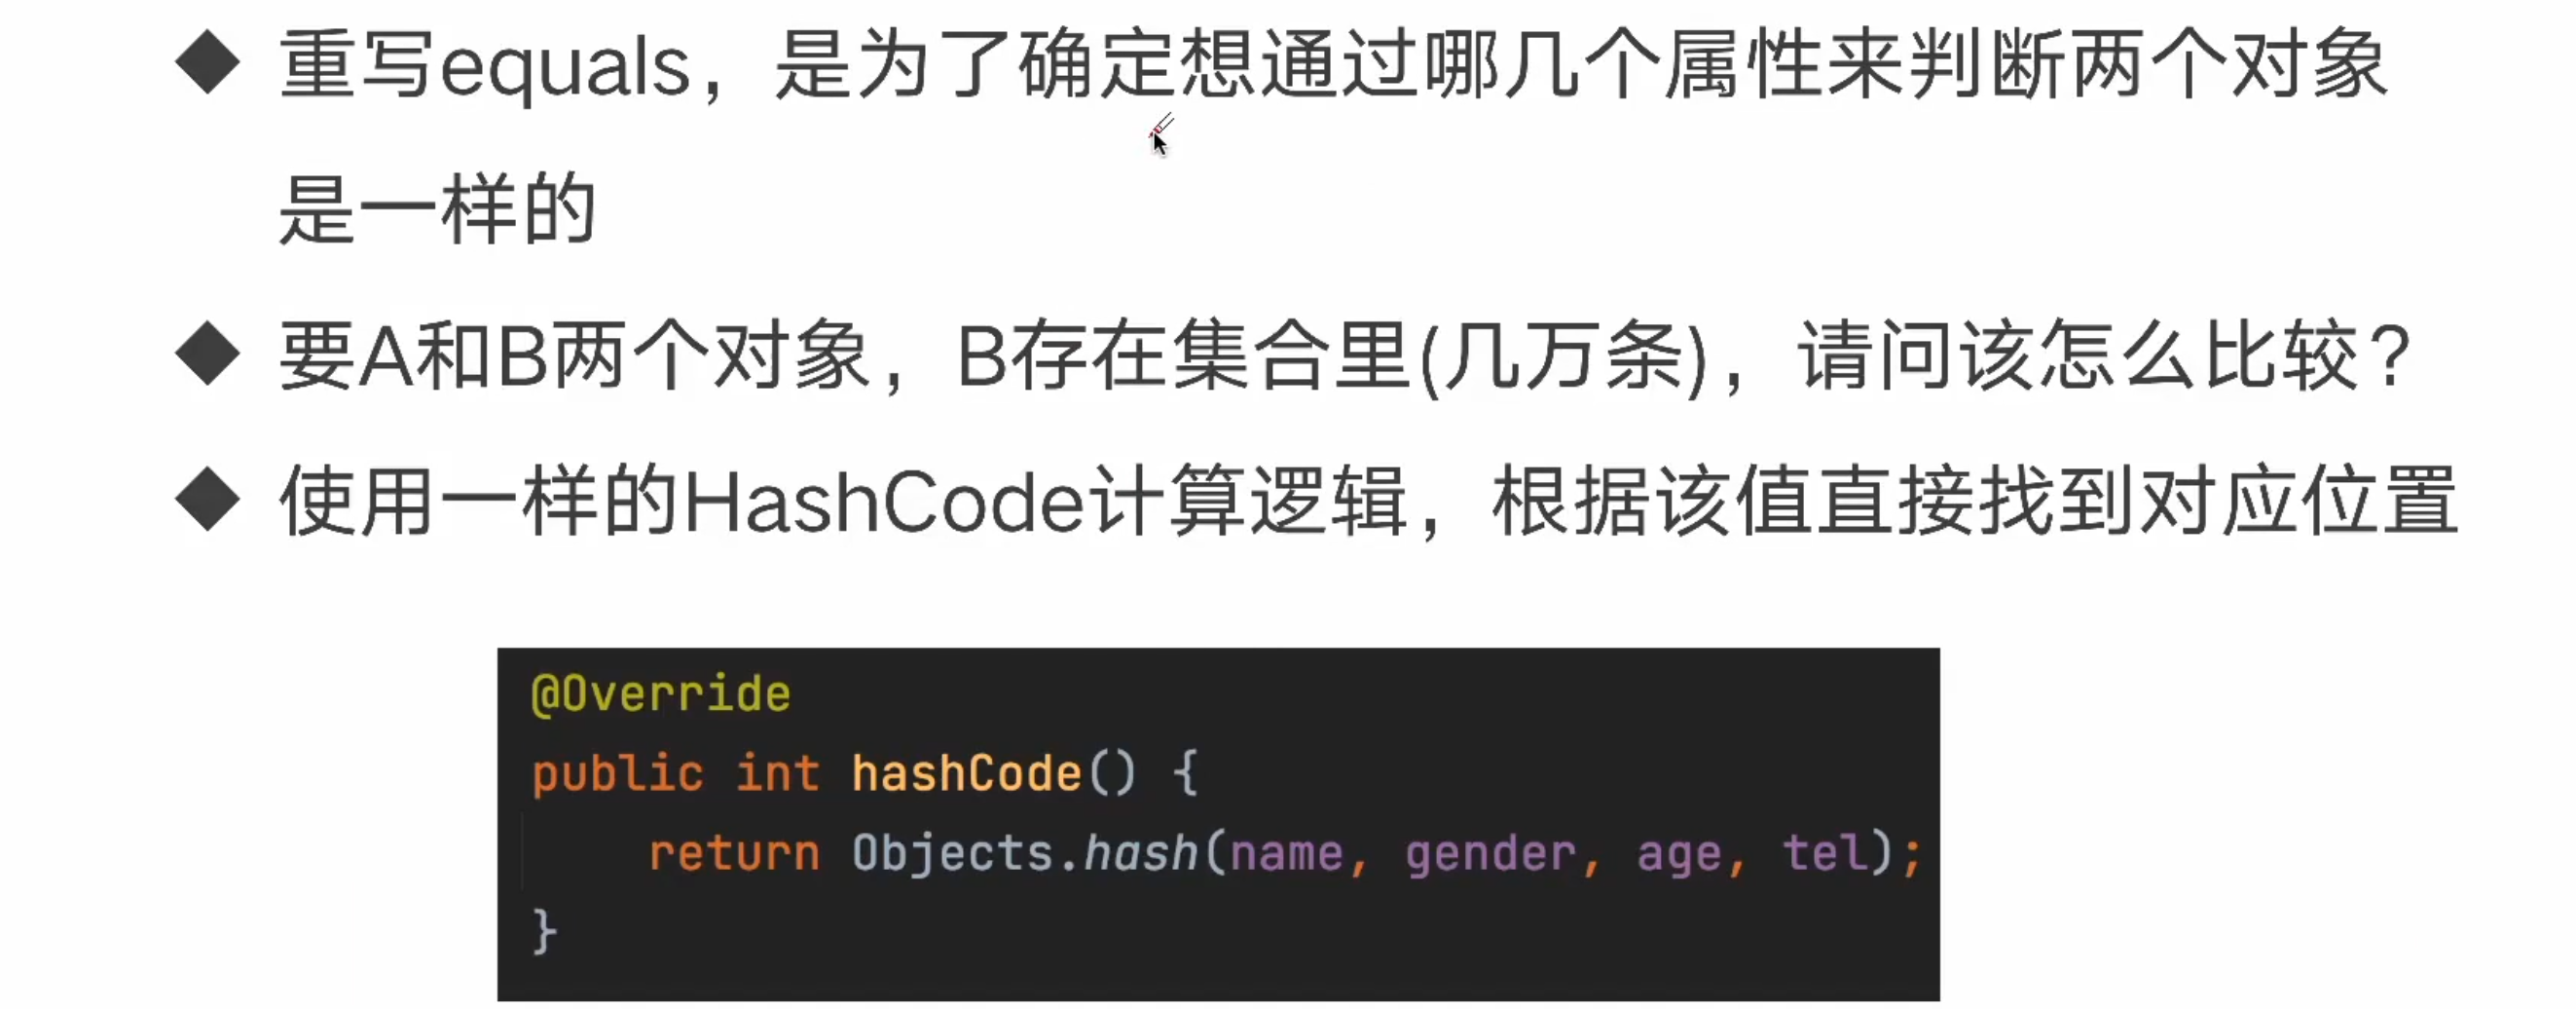 ◆ 重写equals，是为了确定想通过哪几个属性来判断两个对象
是一样的
◆ 要A和B两个对象，B存在集合里(几万条)，请问该怎么比较？
◆ 使用一样的HashCode计算逻辑，根据该值直接找到对应位置
@Override
public int hashCode() {
    return Objects.hash(name, gender, age, tel);
}